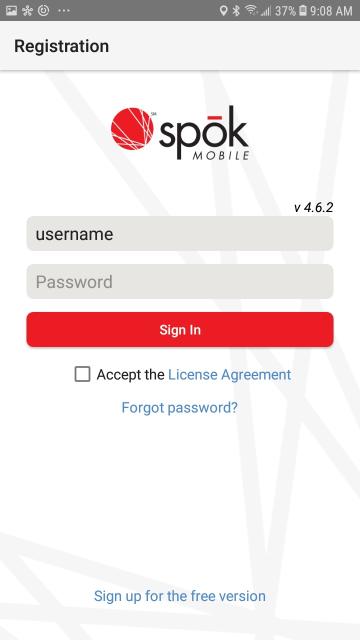 37% 9:08 AM
Registration
SM
spōk
MOBILE
v 4.6.2
username
Password
Sign In
Accept the License Agreement
Forgot password?
Sign up for the free version